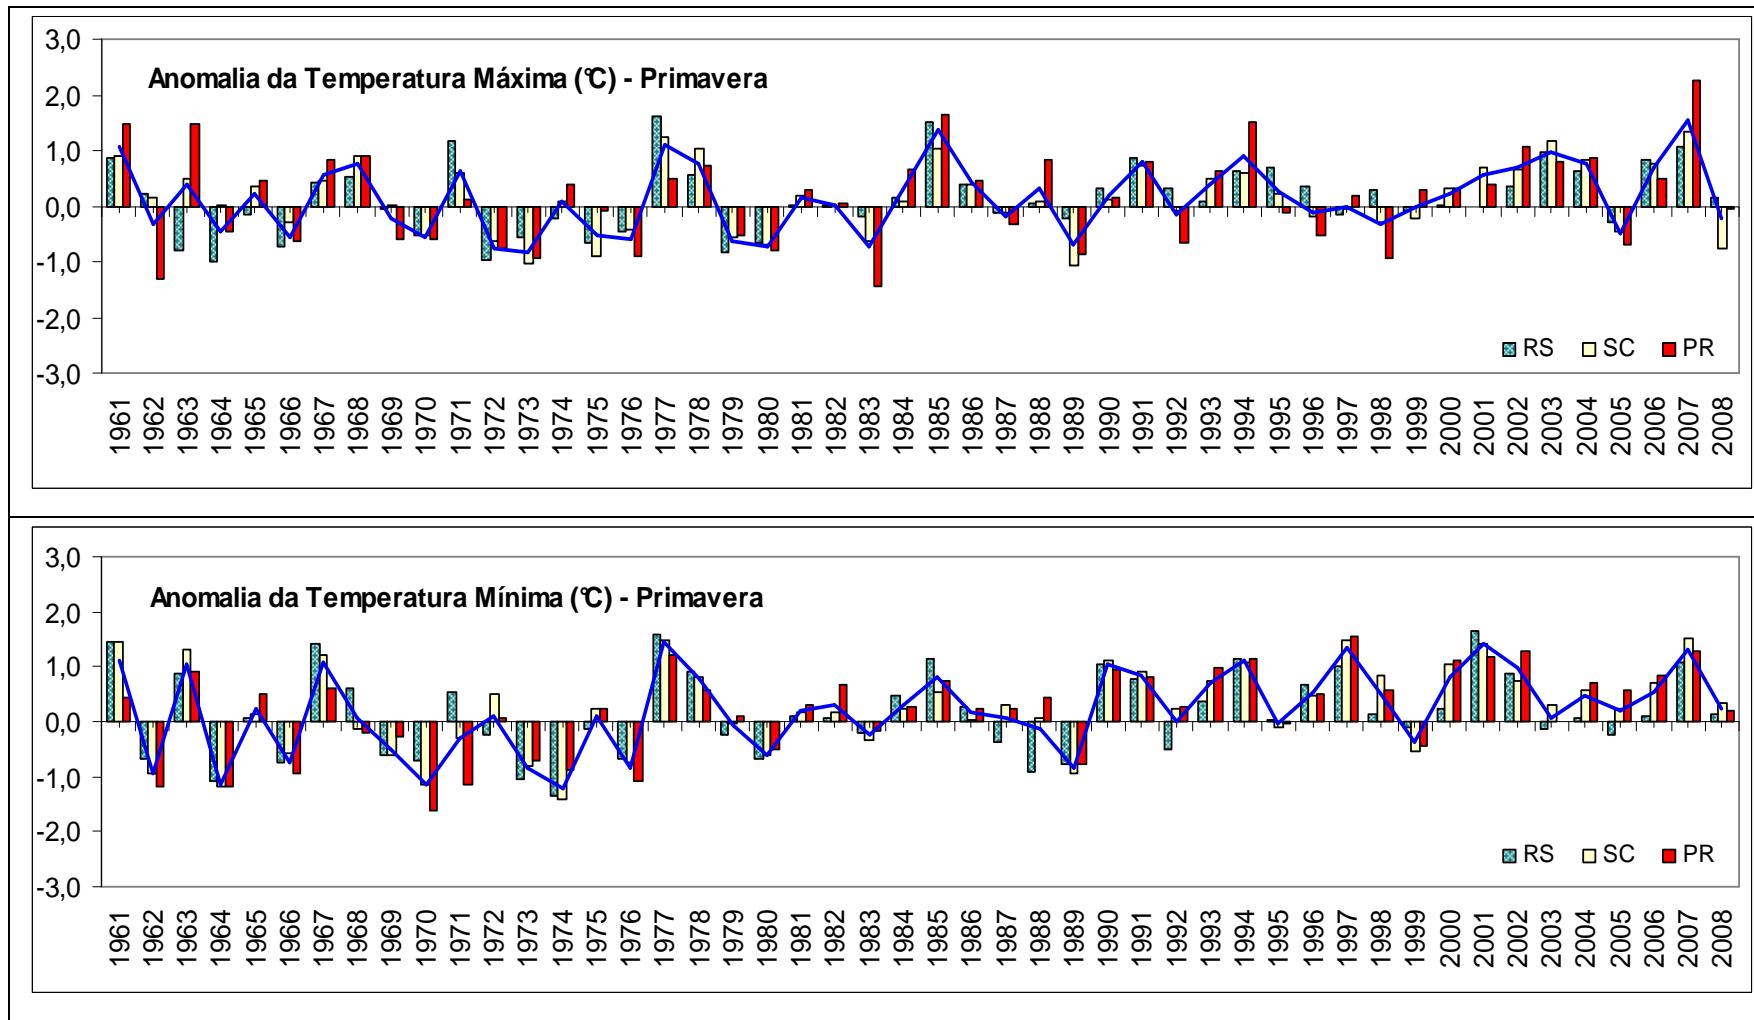 Anomalia da Temperatura Máxima (°C) - Primavera
3,0
2,0
1,0
0,0
-1,0
-2,0
-3,0
RS SC PR
1961 1962 1963 1964 1965 1966 1967 1968 1969 1970 1971 1972 1973 1974 1975 1976 1977 1978 1979 1980 1981 1982 1983 1984 1985 1986 1987 1988 1989 1990 1991 1992 1993 1994 1995 1996 1997 1998 1999 2000 2001 2002 2003 2004 2005 2006 2007 2008
Anomalia da Temperatura Mínima (°C) - Primavera
3,0
2,0
1,0
0,0
-1,0
-2,0
-3,0
RS SC PR
1961 1962 1963 1964 1965 1966 1967 1968 1969 1970 1971 1972 1973 1974 1975 1976 1977 1978 1979 1980 1981 1982 1983 1984 1985 1986 1987 1988 1989 1990 1991 1992 1993 1994 1995 1996 1997 1998 1999 2000 2001 2002 2003 2004 2005 2006 2007 2008